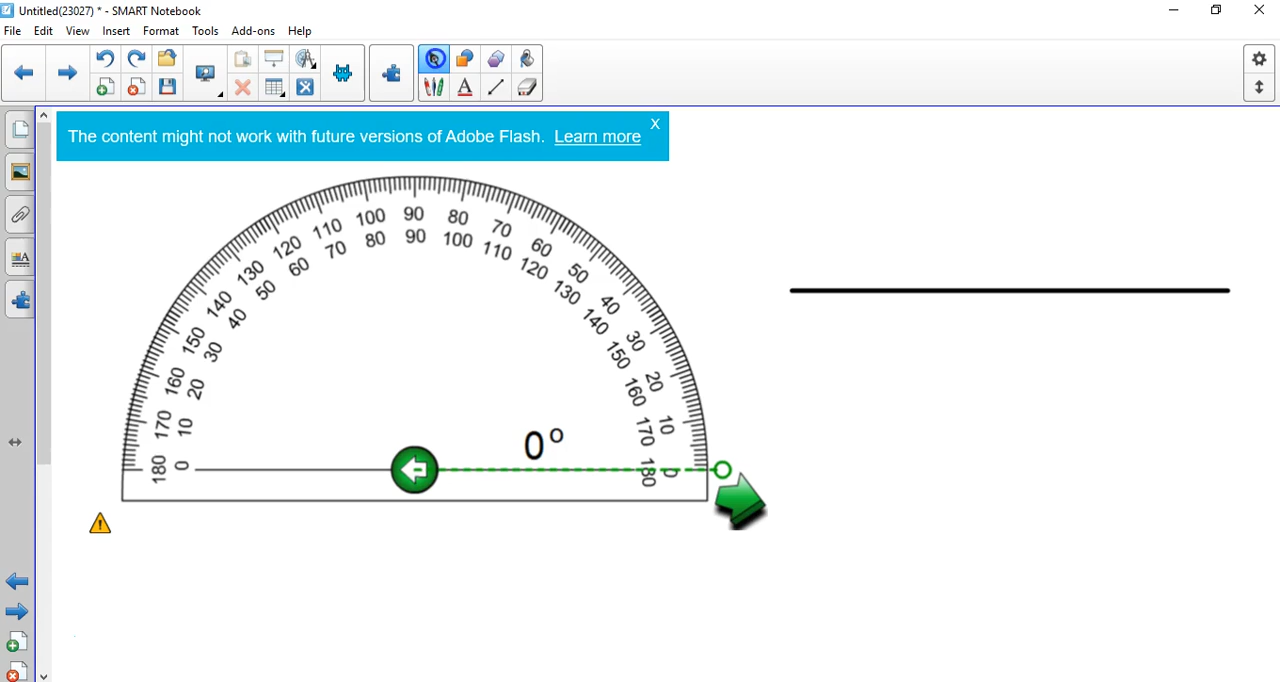 Untitled(23027) * - SMART Notebook
File Edit View Insert Format Tools Add-ons Help
The content might not work with future versions of Adobe Flash. Learn more X
180 170 160 150 140 130 120 110 100 90 80 70 60 50 40 30 20 10 0
0 10 20 30 40 50 60 70 80 90 100 110 120 130 140 150 160 170 180
0°